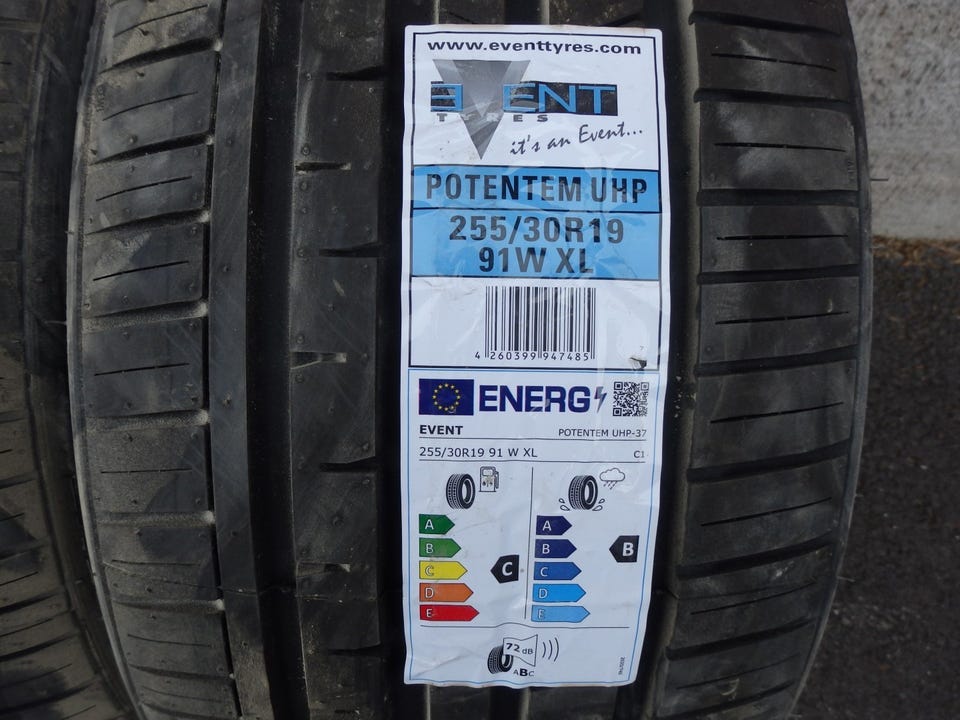 www.eventtyres.com
EVENT
TYRES
it's an Event...
POTENTEM UHP
255/30R19
91W XL
4 260399 947485
ENERG
EVENT POTENTEM UHP-37
255/30R19 91 W XL C1
A A
B B B
C C C
D D
E E
72 dB
ABC